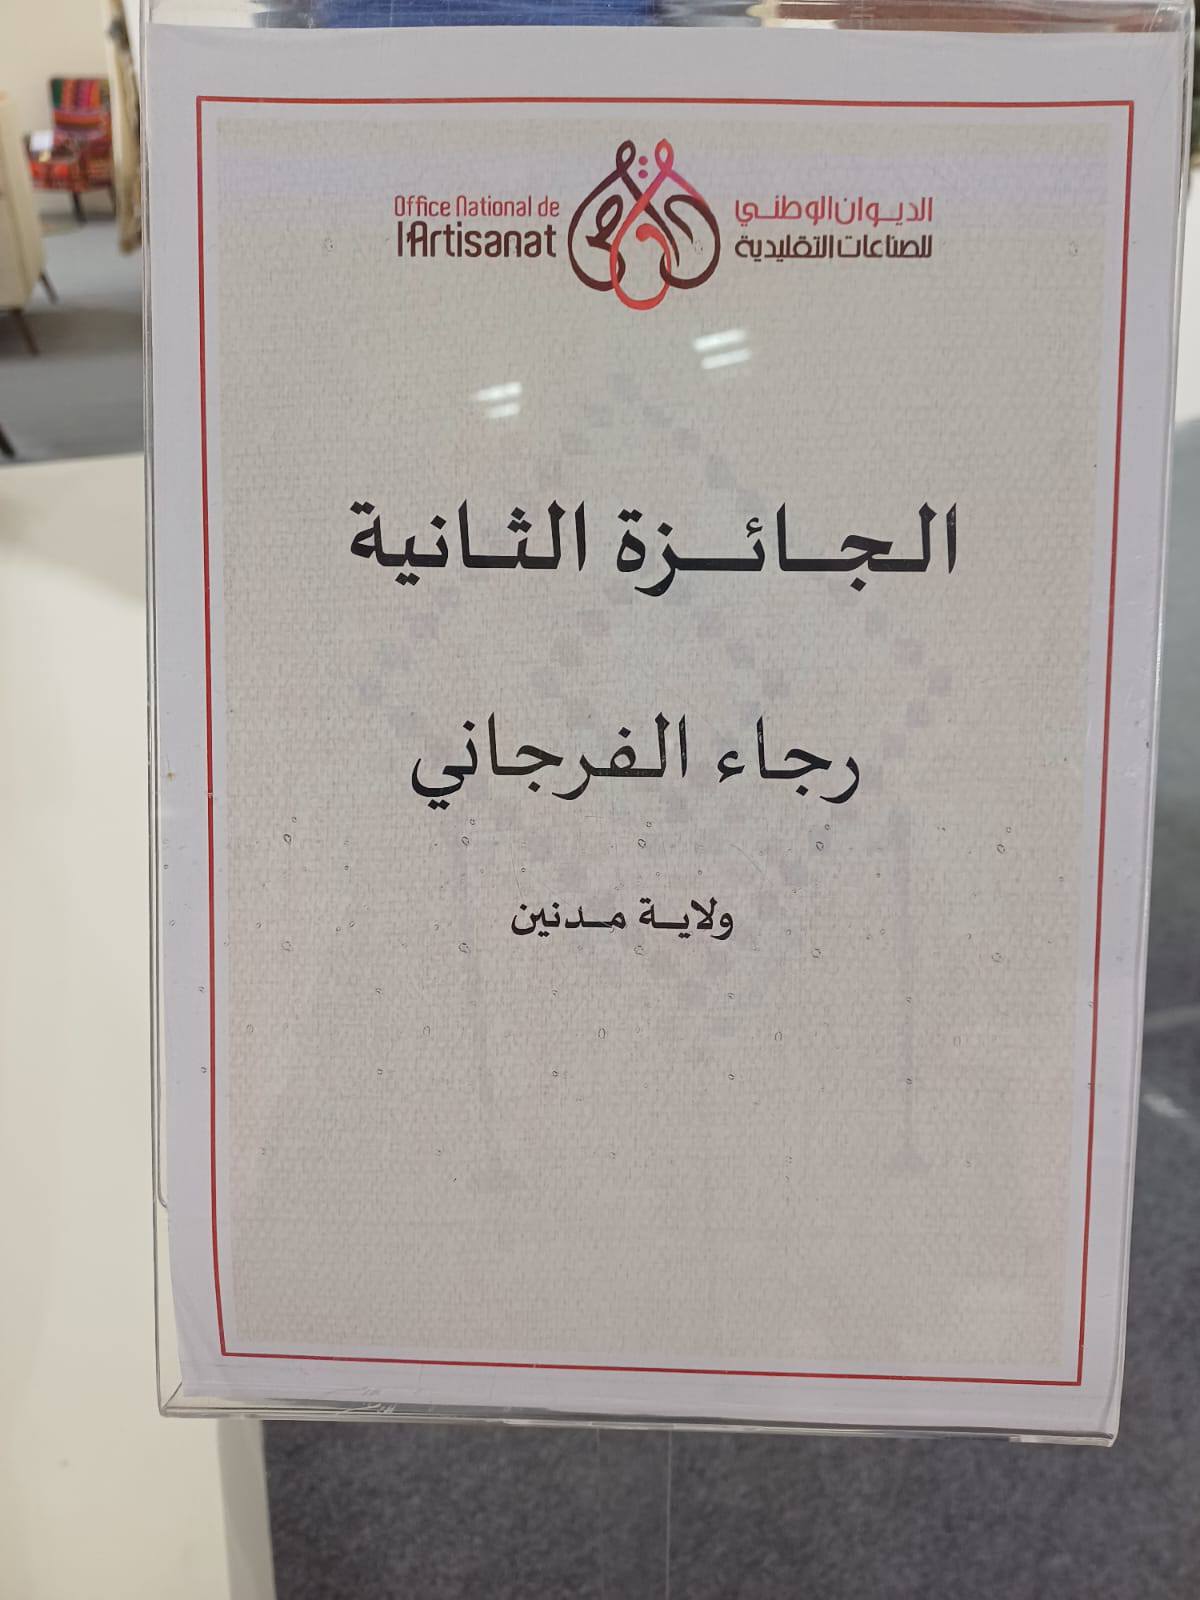 Office National de
l'Artisanat
الديوان الوطني
للصناعات التقليدية
الجائزة الثانية
رجاء الفرجاني
ولاية مدنين